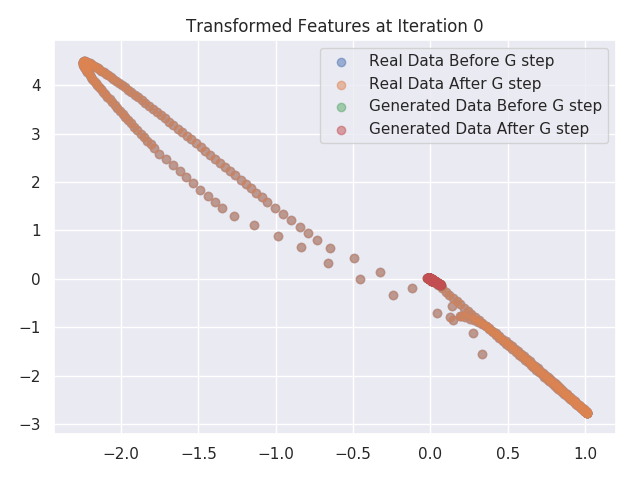 Transformed Features at Iteration 0
Real Data Before G step
Real Data After G step
Generated Data Before G step
Generated Data After G step
4
3
2
1
0
−1
−2
−3
−2.0 −1.5 −1.0 −0.5 0.0 0.5 1.0